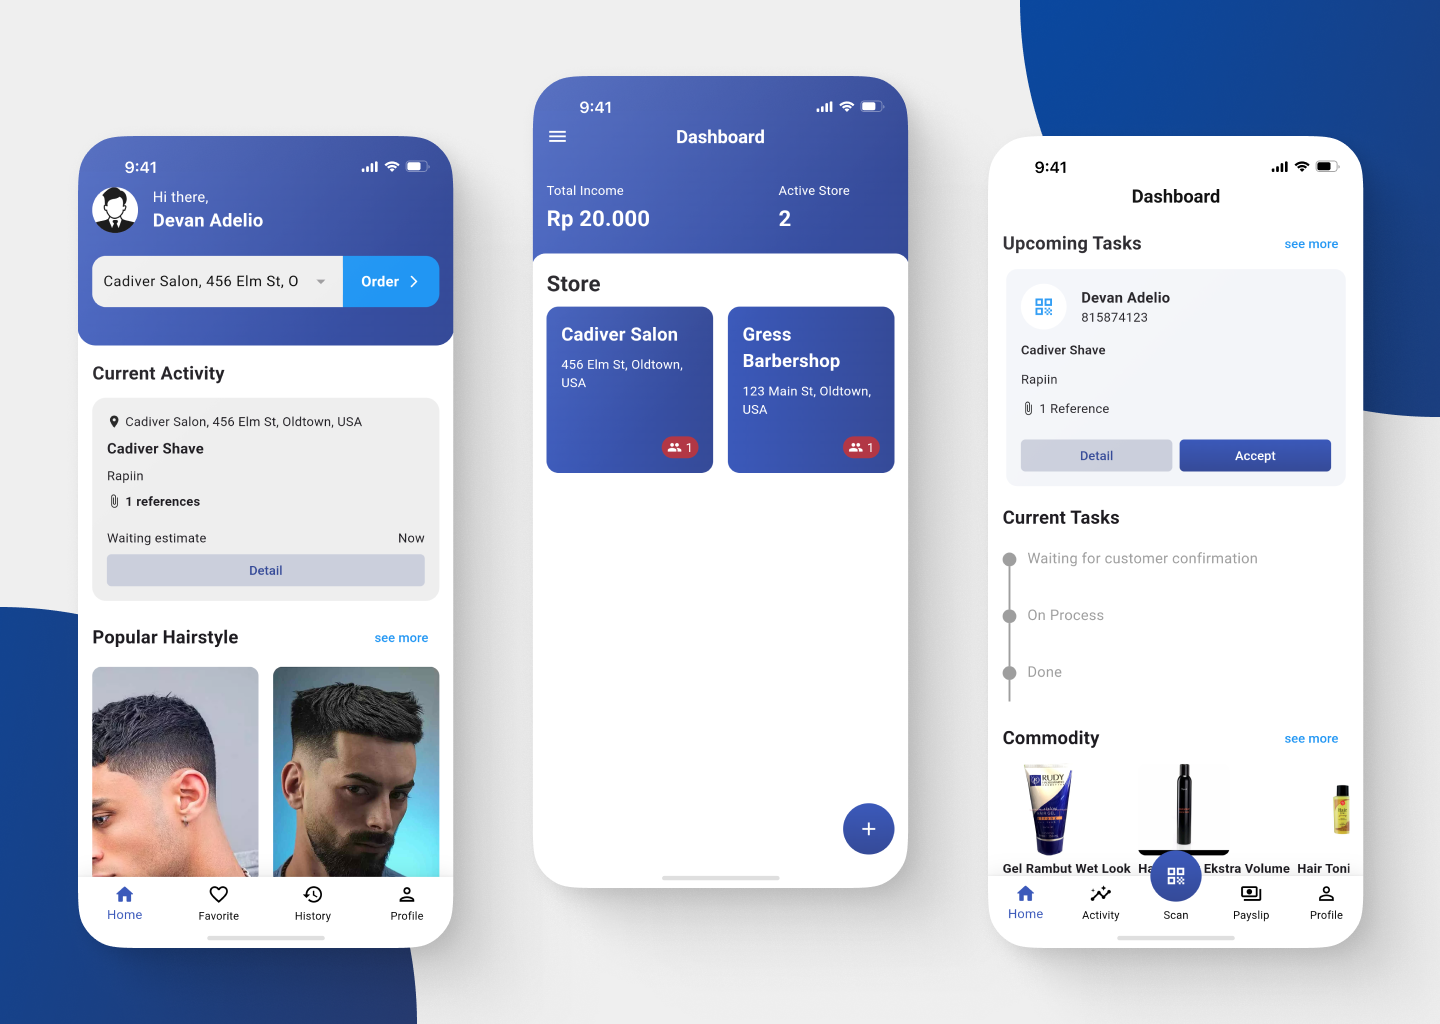 9:41
Hi there,
Devan Adelio
Cadiver Salon, 456 Elm St, O
Order
Current Activity
Cadiver Salon, 456 Elm St, Oldtown, USA
Cadiver Shave
Rapiin
1 references
Waiting estimate Now
Detail
Popular Hairstyle see more
Home Favorite History Profile
9:41
Dashboard
Total Income Active Store
Rp 20.000 2
Store
Cadiver Salon
456 Elm St, Oldtown,
USA
1
Gress
Barbershop
123 Main St, Oldtown,
USA
1
9:41
Dashboard
Upcoming Tasks see more
Devan Adelio
815874123
Cadiver Shave
Rapiin
1 Reference
Detail Accept
Current Tasks
Waiting for customer confirmation
On Process
Done
Commodity see more
RUDY
Gel Rambut Wet Look Ha Ekstra Volume Hair Toni
Home Activity Scan Payslip Profile